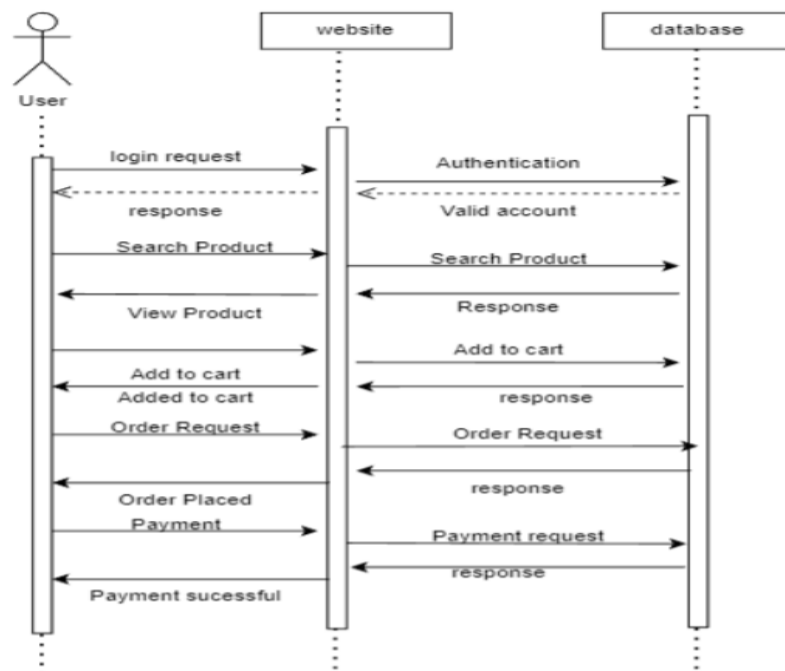 website
database
User
login request
Authentication
response
Valid account
Search Product
Search Product
View Product
Response
Add to cart
Add to cart
Added to cart
response
Order Request
Order Request
Order Placed
response
Payment
Payment request
response
Payment sucessful